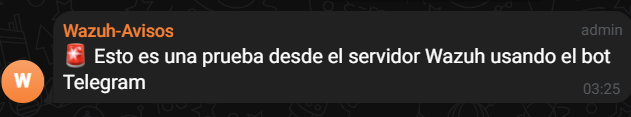 Wazuh-Avisos admin
🚨 Esto es una prueba desde el servidor Wazuh usando el bot
W Telegram
03:25